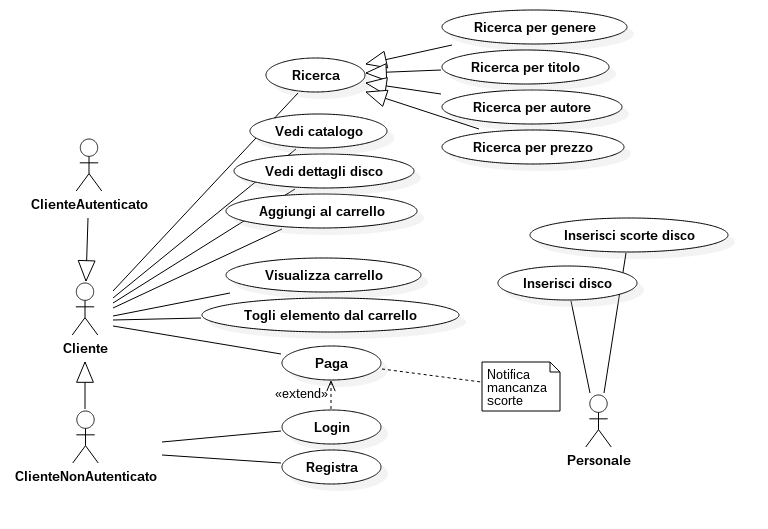 Ricerca per genere
Ricerca per titolo
Ricerca
Ricerca per autore
Vedi catalogo
Ricerca per prezzo
Vedi dettagli disco
ClienteAutenticato
Aggiungi al carrello
Inserisci scorte disco
Visualizza carrello
Inserisci disco
Togli elemento dal carrello
Cliente
Paga
Notifica
mancanza
scorte
«extend»
Login
Personale
Registra
ClienteNonAutenticato